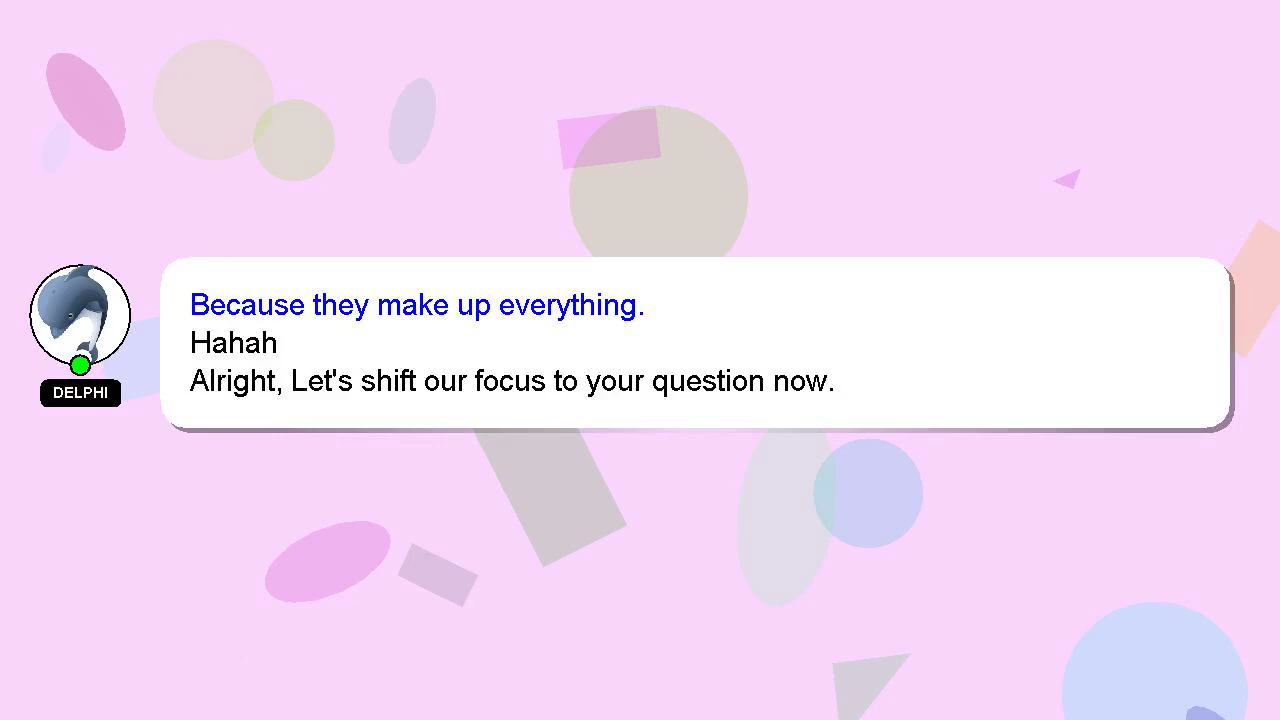 Because they make up everything.
Hahah
Alright, Let's shift our focus to your question now.
DELPHI